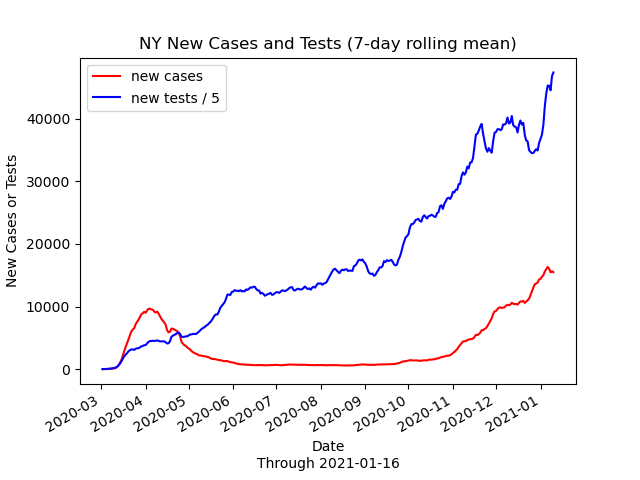 NY New Cases and Tests (7-day rolling mean)
new cases
new tests / 5
New Cases or Tests
40000
30000
20000
10000
0
2020-03
2020-04
2020-05
2020-06
2020-07
2020-08
2020-09
2020-10
2020-11
2020-12
2021-01
Date
Through 2021-01-16